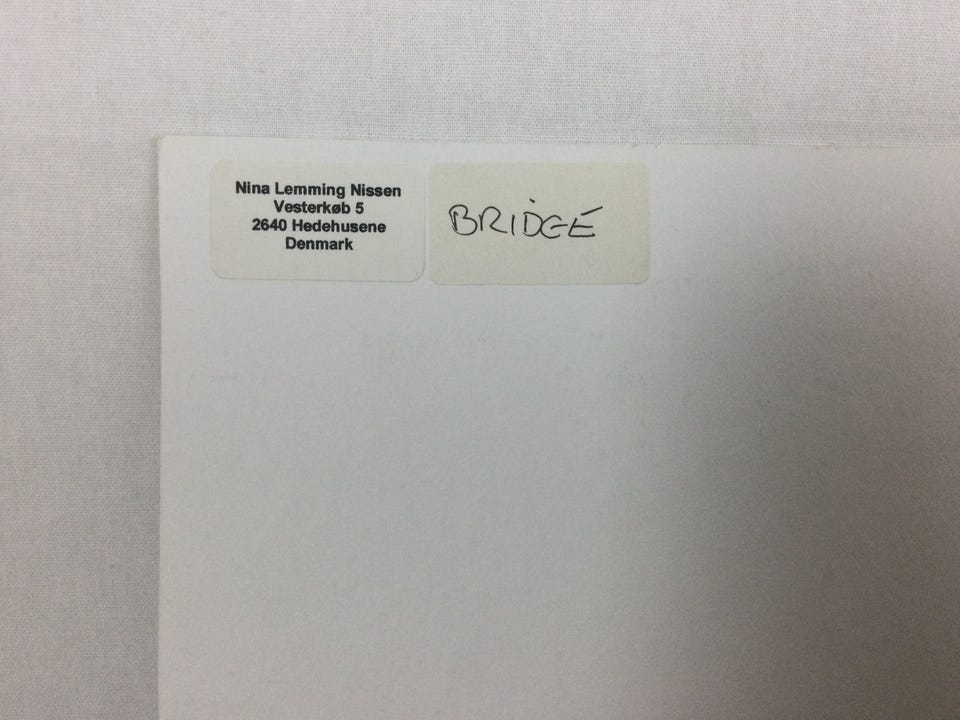 Nina Lemming Nissen
Vesterkøb 5
2640 Hedehusene
Denmark
BRIDGE